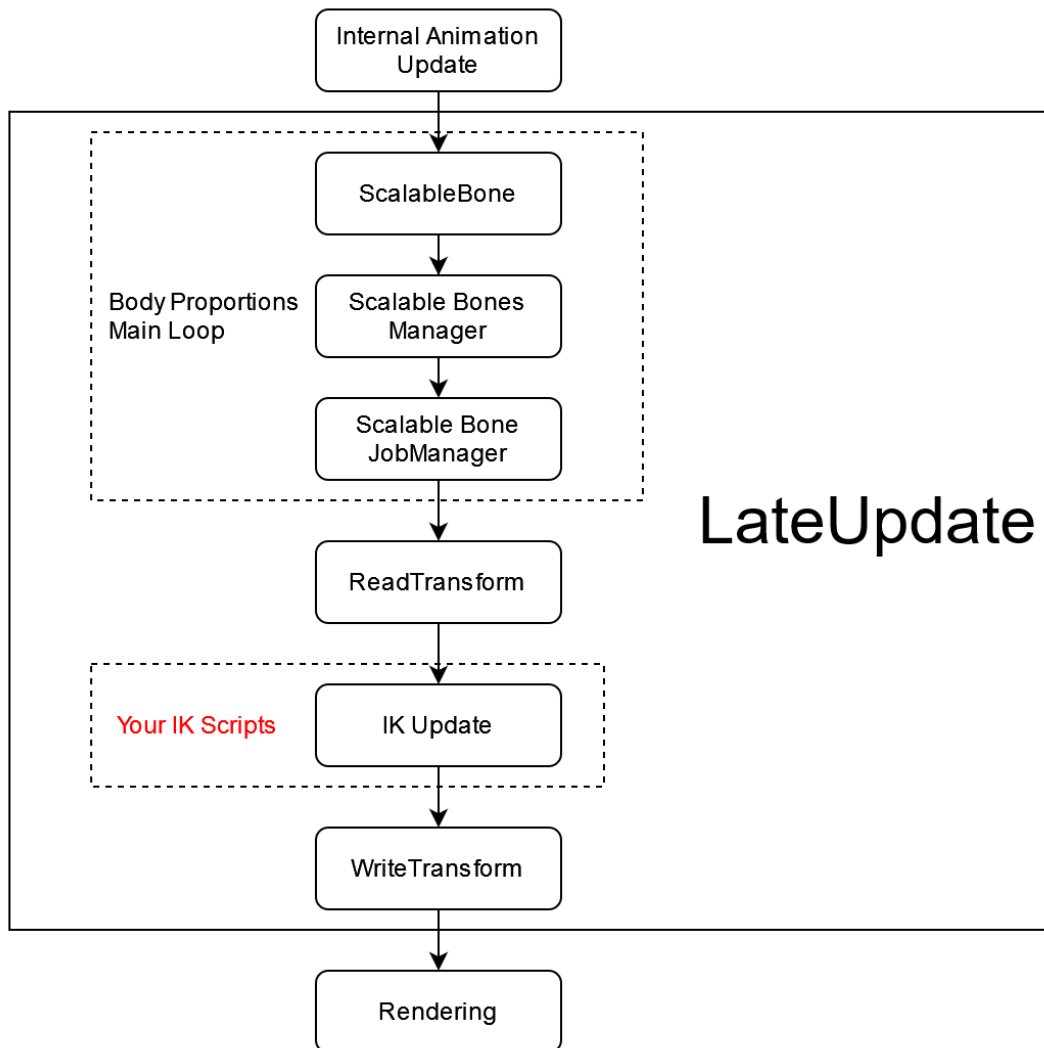 Internal Animation
Update
ScalableBone
Body Proportions
Main Loop
Scalable Bones
Manager
Scalable Bone
JobManager
LateUpdate
ReadTransform
Your IK Scripts
IK Update
WriteTransform
Rendering